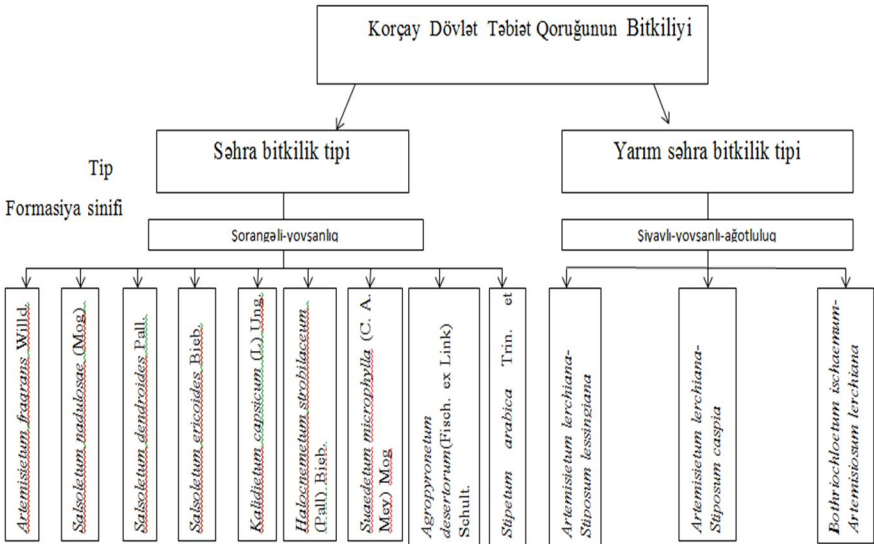 Korçay Dövlət Təbiət Qoruğunun Bitkiliyi
Səhra bitkilik tipi
Yarım səhra bitkilik tipi
Tip
Formasiya sinifi
Şorangəli-yovşanlıq
Şiyavlı-yovşanlı-ağotluluq
Artemisietum fragrans Willd.
Salsoletum nadulosae (Mog)
Salsoletum dendroides Pall.
Salsoletum ericoides Bieb.
Kalidietum capsicum (L) Ung.
Halocnemetum strobilaceum
(Pall) Bieb.
Suaedetum microphylla (C. A.
Mey) Mog
Agropyronetum
desertorum(Fisch. ex Link)
Schult.
Stipetum arabica Trin. et
Artemisietum lerchiana-
Stiposum lessingiana
Artemisietum lerchiana-
Stiposum caspia
Bothriochloetum ischaemum-
Artemisiosum lerchiana